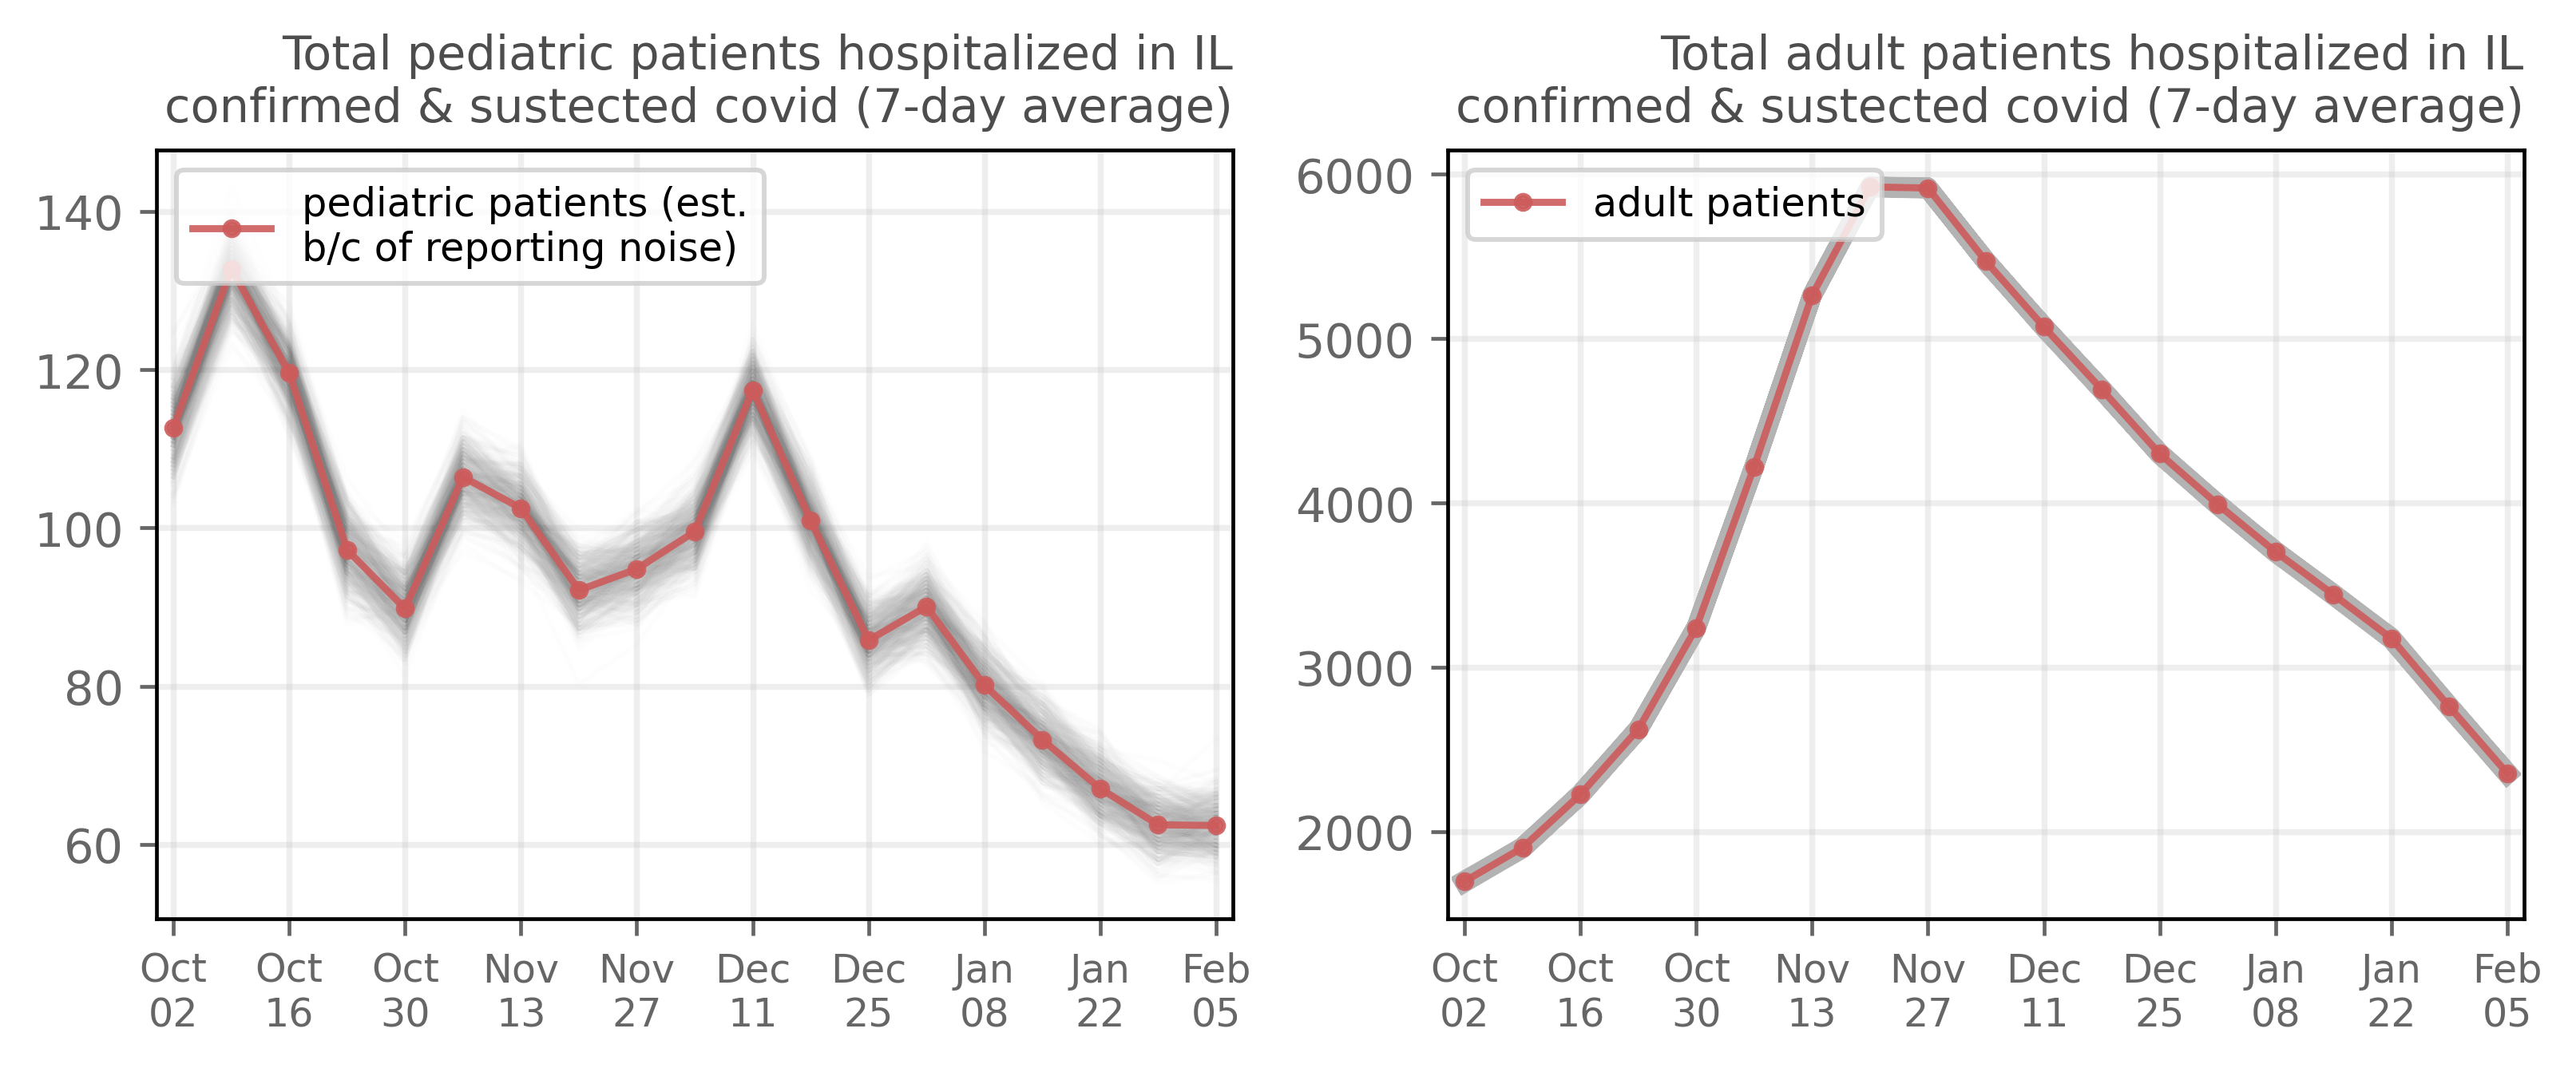 Total pediatric patients hospitalized in IL
confirmed & sustected covid (7-day average)
pediatric patients (est.
b/c of reporting noise)
140
120
100
80
60
Oct Oct Oct Nov Nov Dec Dec Jan Jan Feb
02 16 30 13 27 11 25 08 22 05
Total adult patients hospitalized in IL
confirmed & sustected covid (7-day average)
adult patients
6000
5000
4000
3000
2000
Oct Oct Oct Nov Nov Dec Dec Jan Jan Feb
02 16 30 13 27 11 25 08 22 05